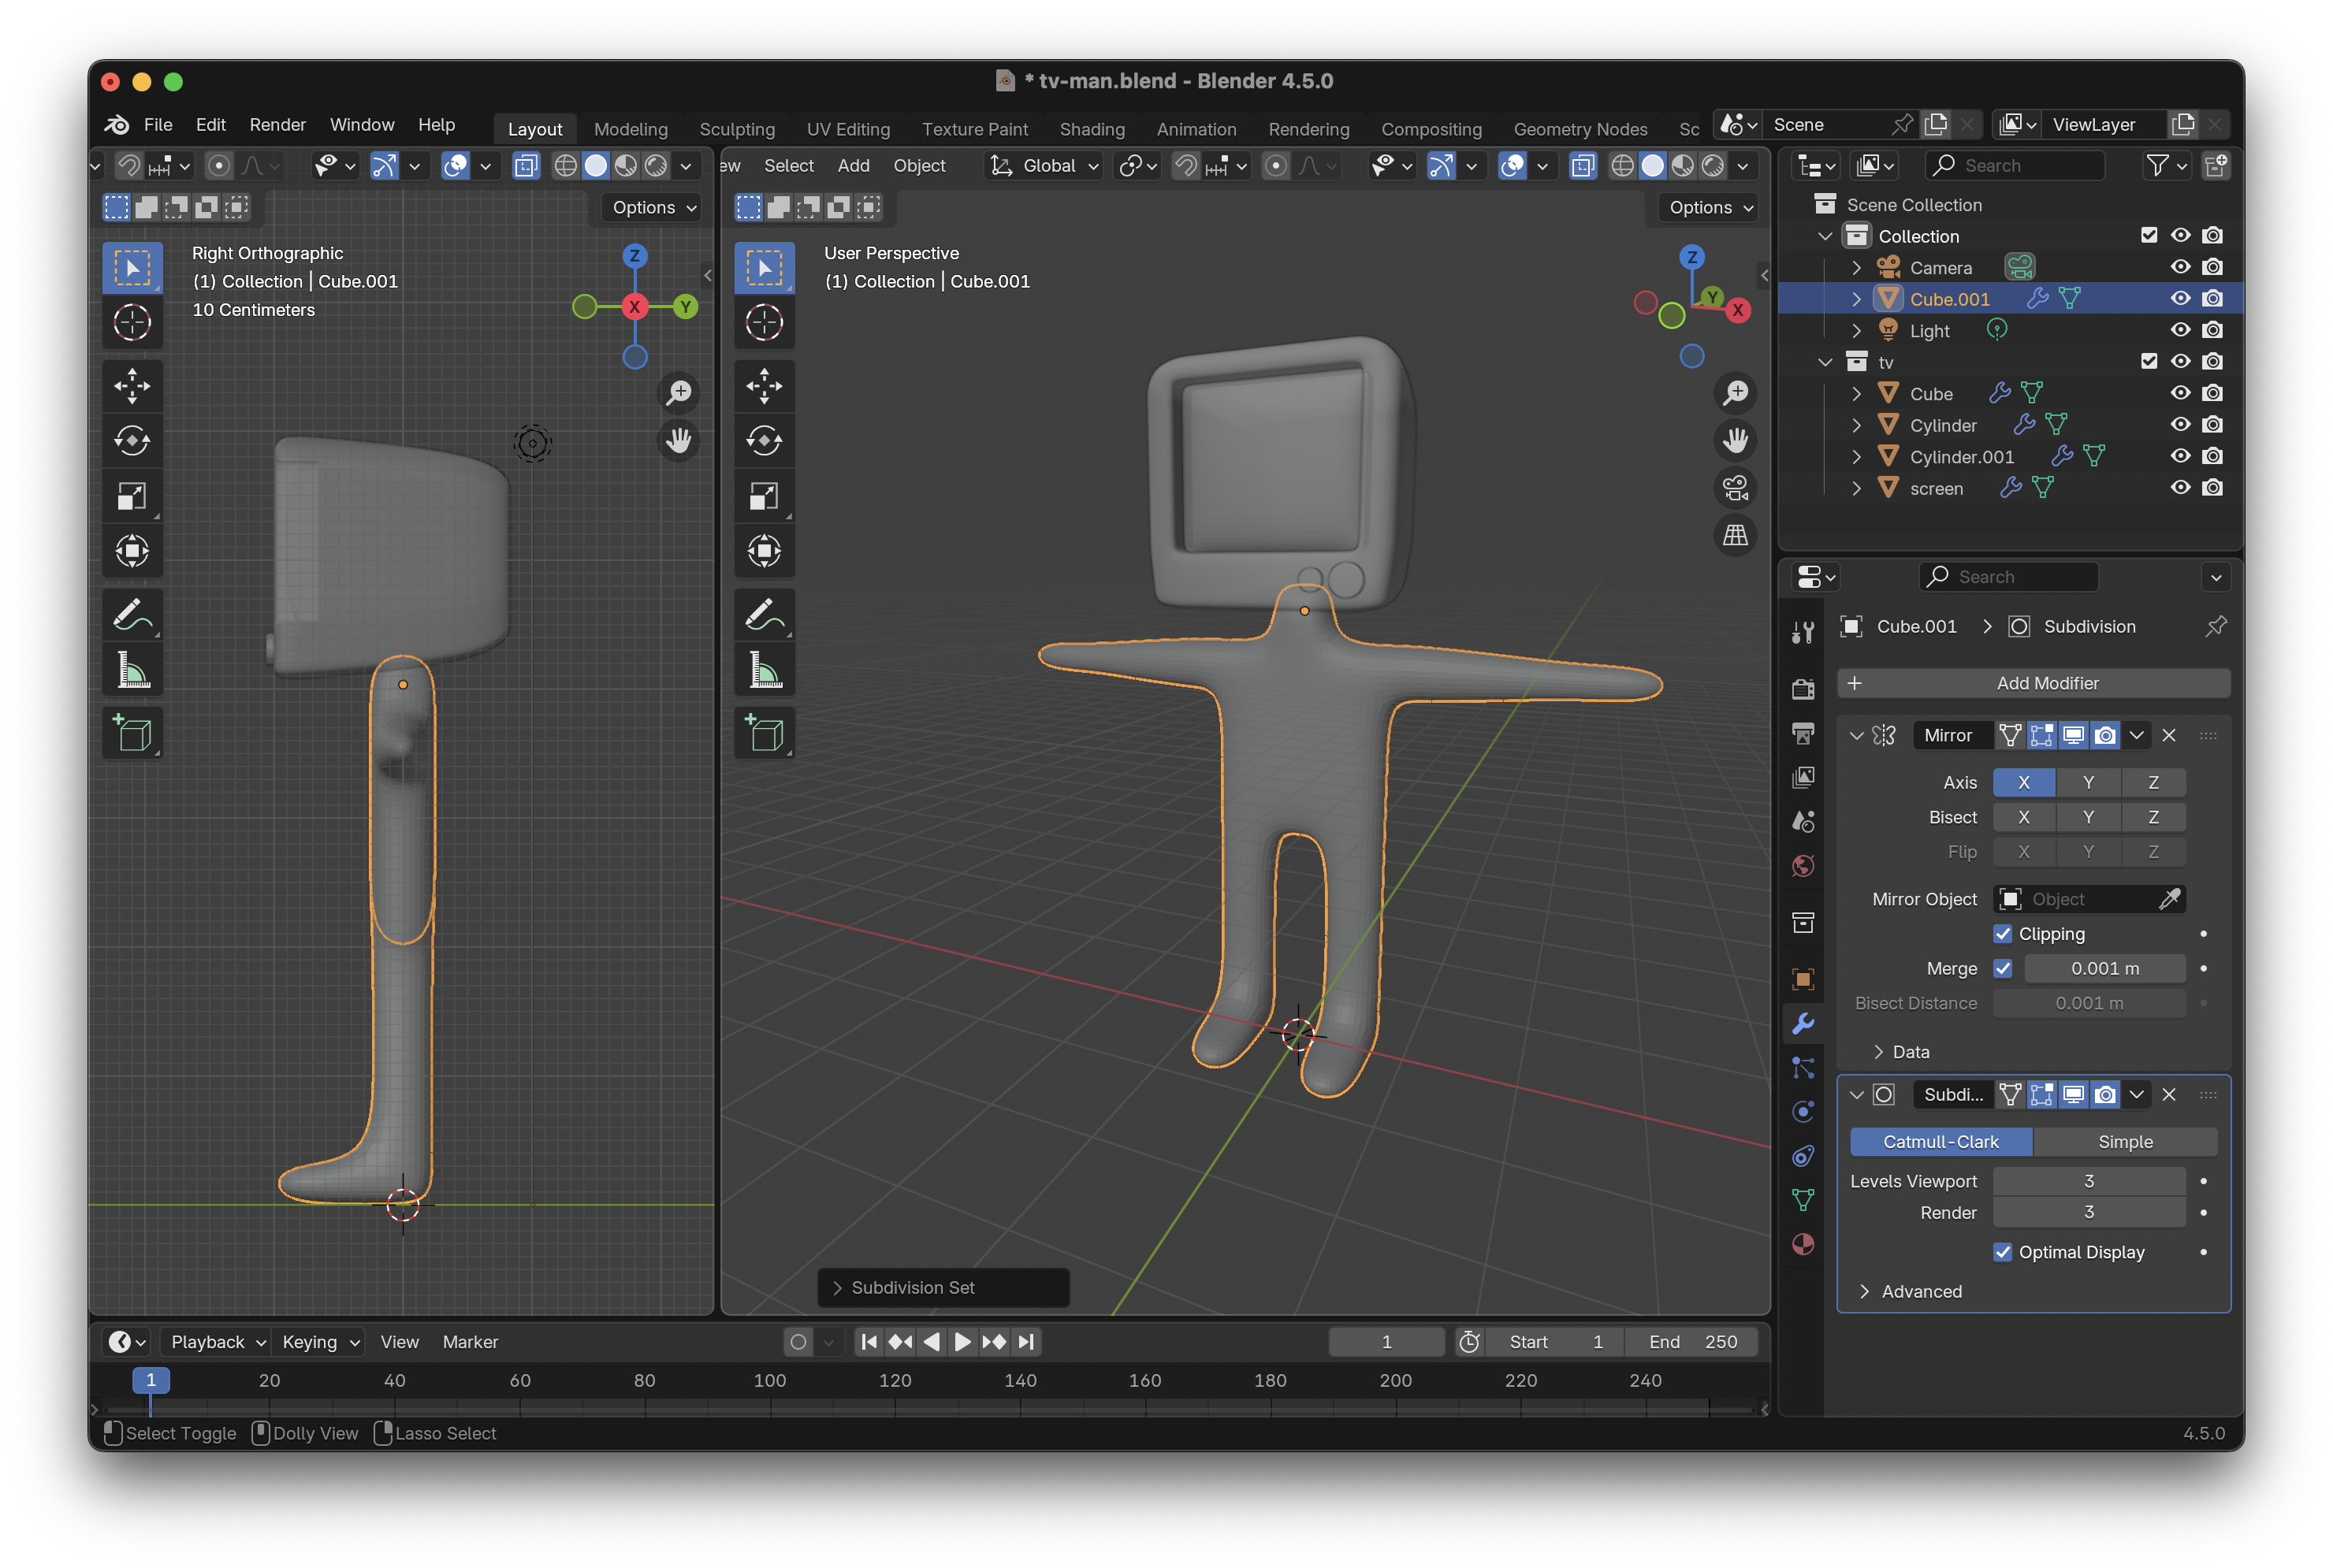 * tv-man.blend - Blender 4.5.0
File Edit Render Window Help Layout Modeling Sculpting UV Editing Texture Paint Shading Animation Rendering Compositing Geometry Nodes Sc Scene ViewLayer
ew Select Add Object Global Search
Options Options
Scene Collection
Right Orthographic
(1) Collection | Cube.001
10 Centimeters
Z
X
Y
User Perspective
(1) Collection | Cube.001
Z
Y
X
Collection
Camera
Cube.001
Light
tv
Cube
Cylinder
Cylinder.001
screen
Search
Cube.001 > Subdivision
Add Modifier
Mirror
Axis X Y Z
Bisect X Y Z
Flip X Y Z
Mirror Object Object
Clipping
Merge 0.001 m
Bisect Distance 0.001 m
Data
Subdi...
Catmull-Clark Simple
Levels Viewport 3
Render 3
Optimal Display
Advanced
Subdivision Set
Playback Keying View Marker 1 Start 1 End 250
1 20 40 60 80 100 120 140 160 180 200 220 240
Select Toggle Dolly View Lasso Select 4.5.0